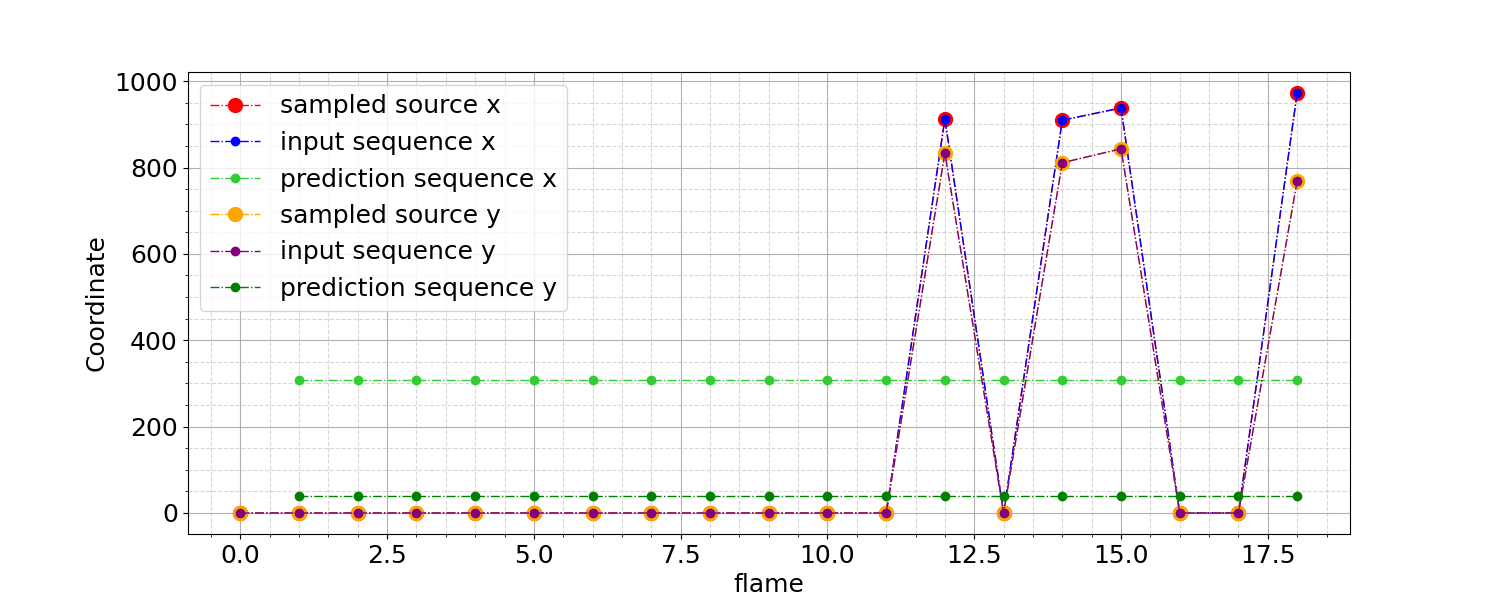 1000
800
600
400
200
0
Coordinate
sampled source x
input sequence x
prediction sequence x
sampled source y
input sequence y
prediction sequence y
0.0 2.5 5.0 7.5 10.0 12.5 15.0 17.5
flame